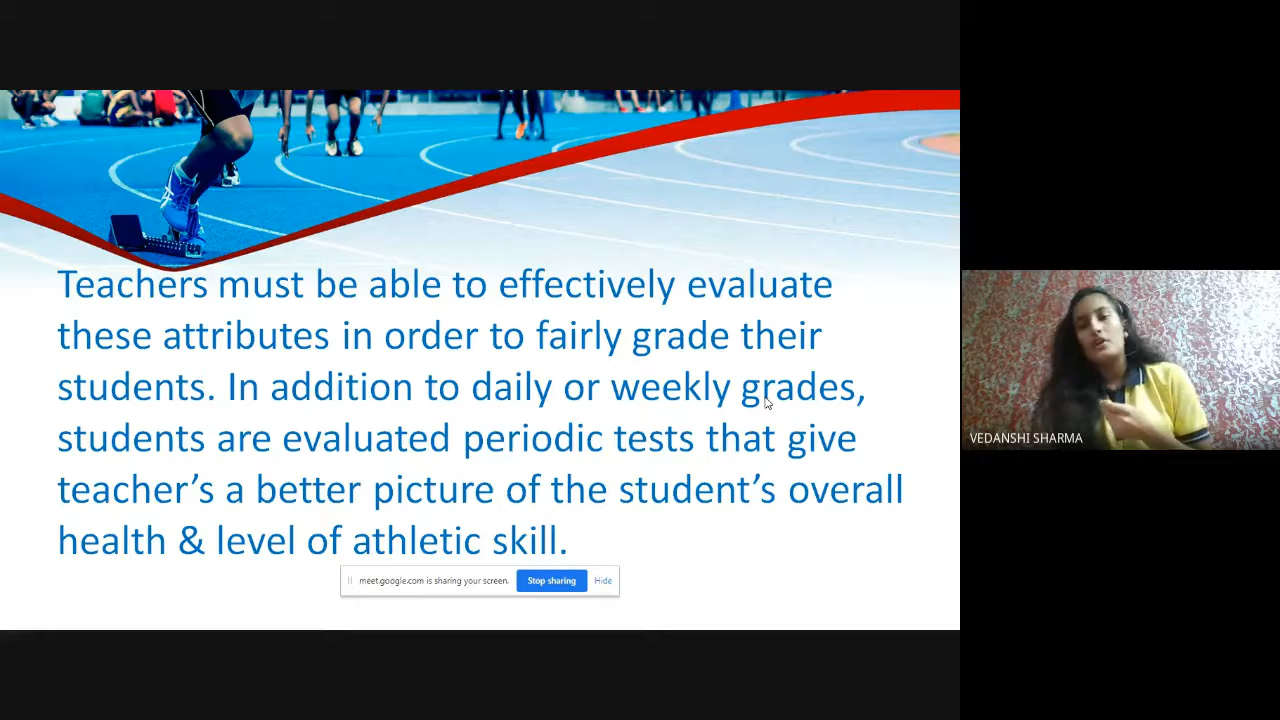 Teachers must be able to effectively evaluate
these attributes in order to fairly grade their
students. In addition to daily or weekly grades,
students are evaluated periodic tests that give
teacher’s a better picture of the student’s overall
health & level of athletic skill.
meet.google.com is sharing your screen. Stop sharing Hide
VEDANSHI SHARMA